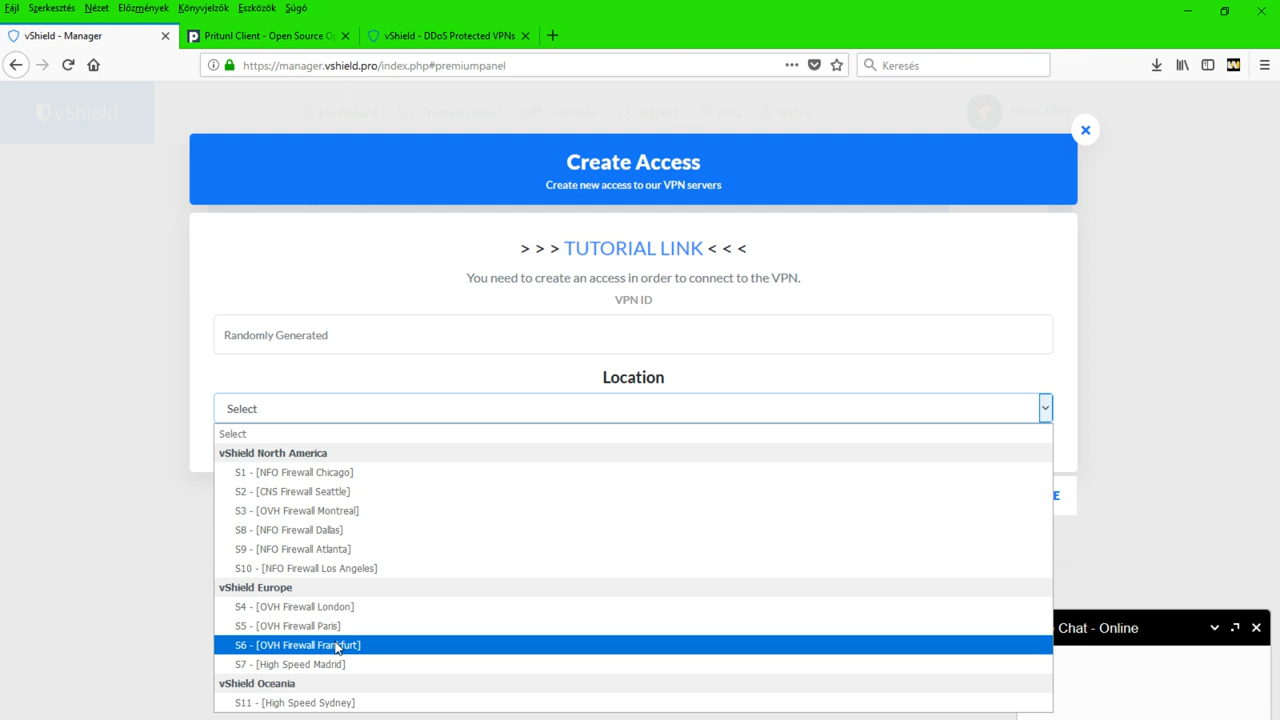 Fájl Szerkesztés Nézet Előzmények Könyvjelzők Eszközök Súgó
vShield - Manager
Pritunl Client - Open Source Op
vShield - DDoS Protected VPNs
https://manager.vshield.pro/index.php#premiumpanel
Keresés
vShield
Dashboard Premium Panel Purchase Support FAQ
Create Access
Create new access to our VPN servers
> > > TUTORIAL LINK < < <
You need to create an access in order to connect to the VPN.
VPN ID
Randomly Generated
Location
Select
Select
vShield North America
S1 - [NFO Firewall Chicago]
S2 - [CNS Firewall Seattle]
S3 - [OVH Firewall Montreal]
S8 - [NFO Firewall Dallas]
S9 - [NFO Firewall Atlanta]
S10 - [NFO Firewall Los Angeles]
vShield Europe
S4 - [OVH Firewall London]
S5 - [OVH Firewall Paris]
S6 - [OVH Firewall Frankfurt]
S7 - [High Speed Madrid]
vShield Oceania
S11 - [High Speed Sydney]
E
Chat - Online